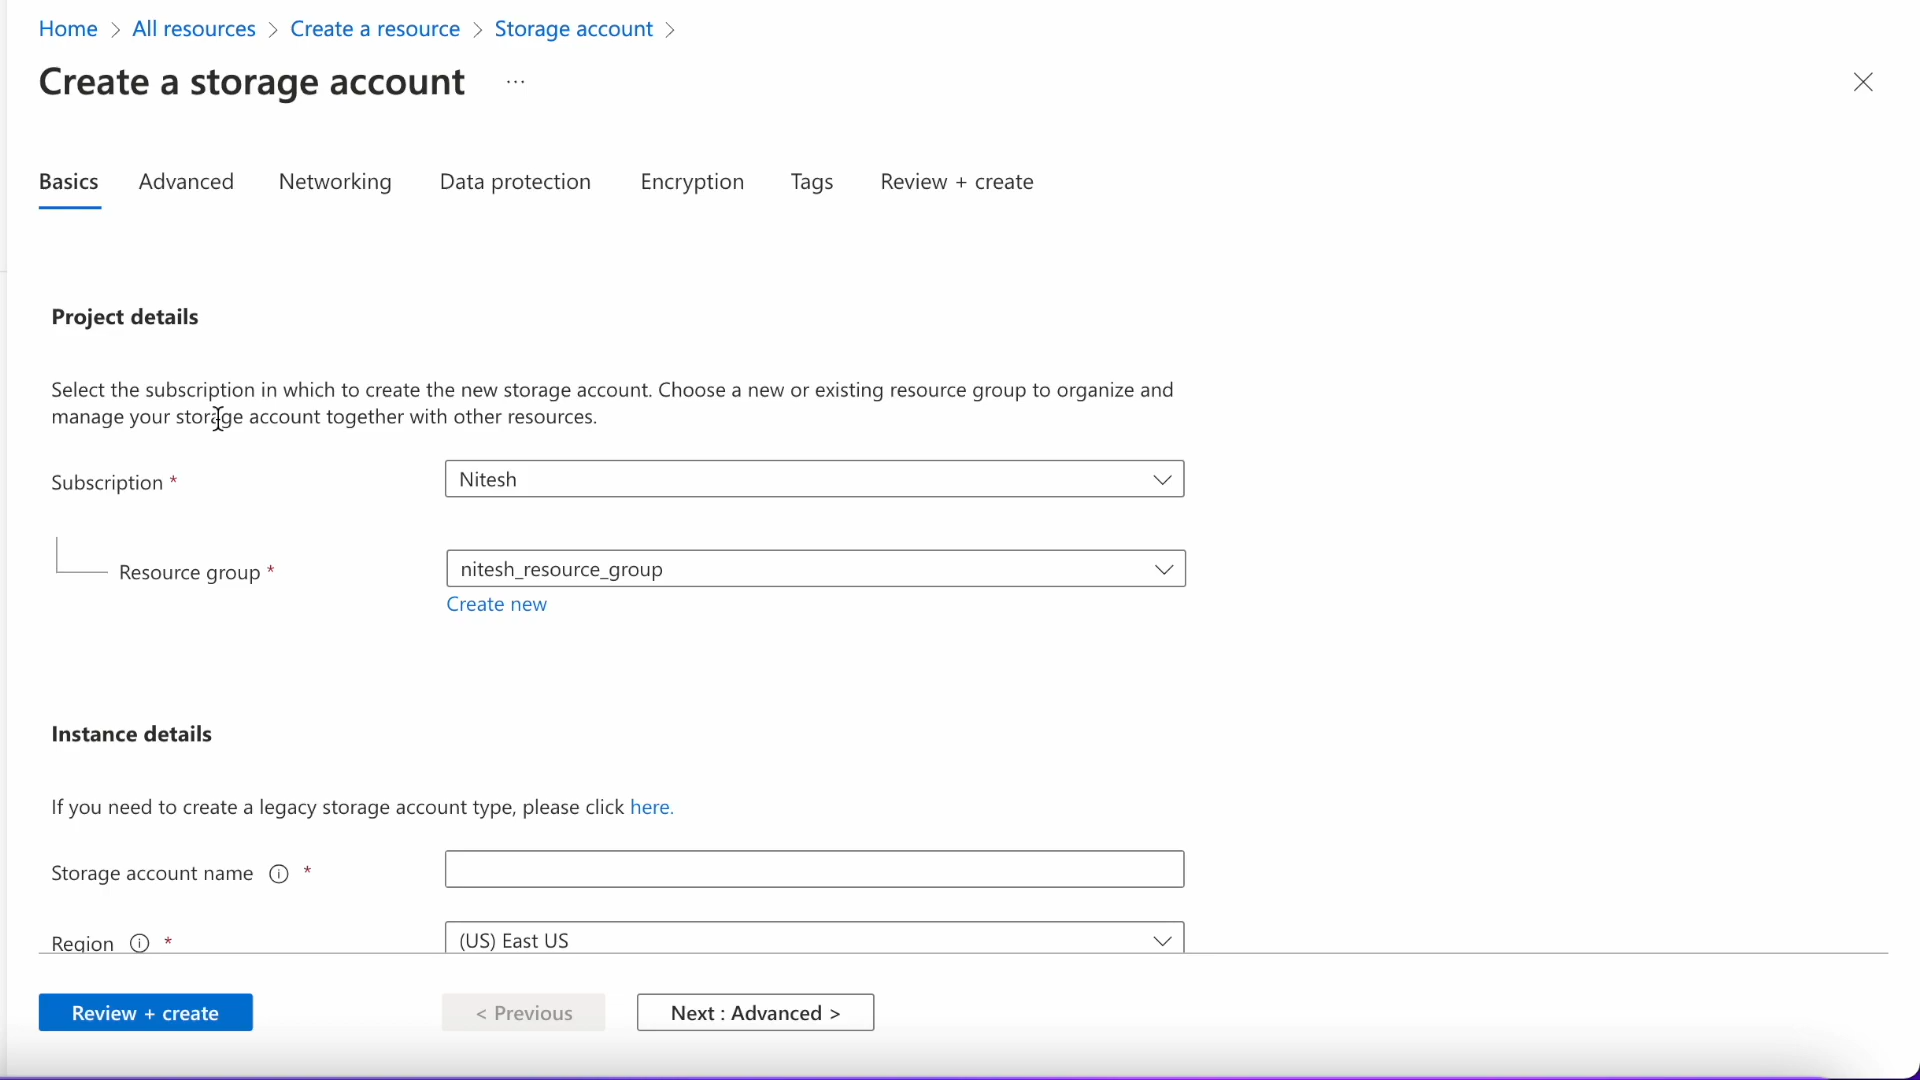 Home > All resources > Create a resource > Storage account >
Create a storage account ...
Basics Advanced Networking Data protection Encryption Tags Review + create
Project details
Select the subscription in which to create the new storage account. Choose a new or existing resource group to organize and
manage your storage account together with other resources.
Subscription * Nitesh
Resource group * nitesh_resource_group
Create new
Instance details
If you need to create a legacy storage account type, please click here.
Storage account name *
Region * (US) East US
Review + create < Previous Next : Advanced >